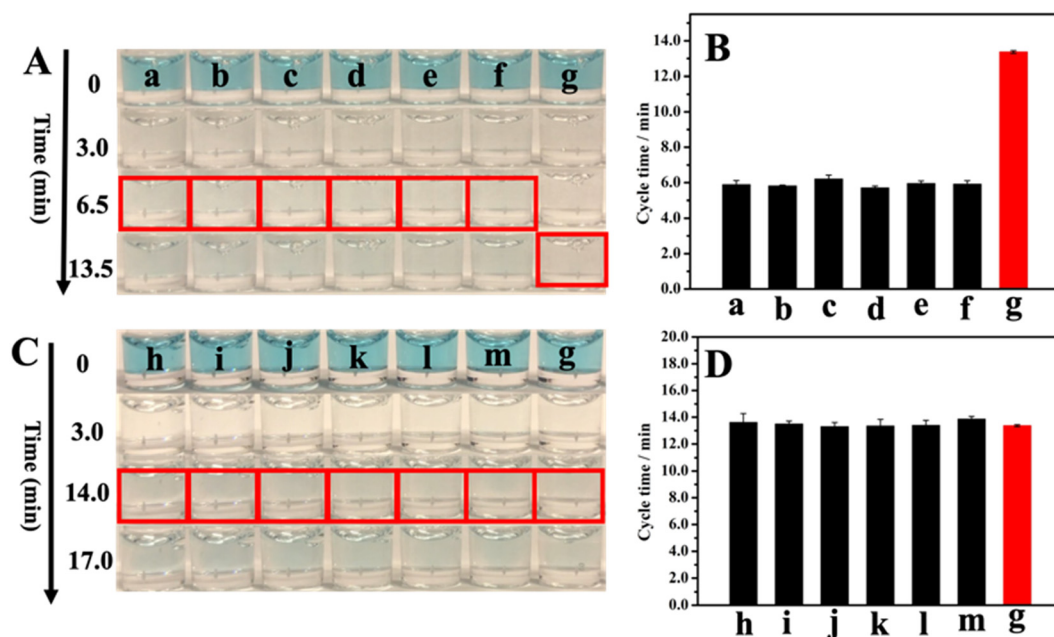 A
Time (min)
0
3.0
6.5
13.5
a b c d e f g
B
Cycle time / min
14.0
12.0
10.0
8.0
6.0
4.0
2.0
0.0
a b c d e f g
C
Time (min)
0
3.0
14.0
17.0
h i j k l m g
D
Cycle time / min
20.0
18.0
16.0
14.0
12.0
10.0
8.0
6.0
4.0
2.0
0.0
h i j k l m g